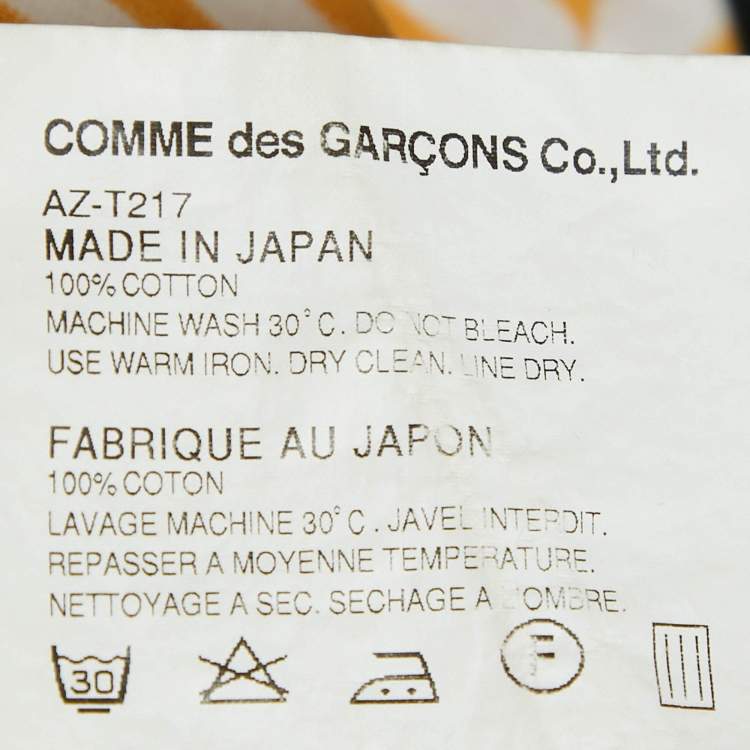 COMME des GARÇONS Co.,Ltd.
AZ-T217
MADE IN JAPAN
100% COTTON
MACHINE WASH 30°C. DO NOT BLEACH.
USE WARM IRON. DRY CLEAN. LINE DRY.
FABRIQUE AU JAPON
100% COTON
LAVAGE MACHINE 30°C. JAVEL INTERDIT.
REPASSER A MOYENNE TEMPERATURE.
NETTOYAGE A SEC. SECHAGE A L'OMBRE.
30 F